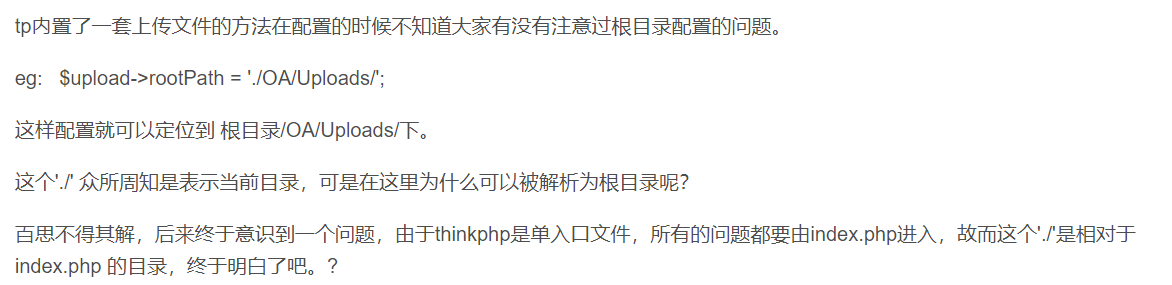 tp内置了一套上传文件的方法在配置的时候不知道大家有没有注意过根目录配置的问题。
eg:   $upload->rootPath = './OA/Uploads/';
这样配置就可以定位到 根目录/OA/Uploads/下。
这个'./' 众所周知是表示当前目录，可是在这里为什么可以被解析为根目录呢？
百思不得其解，后来终于意识到一个问题，由于thinkphp是单入口文件，所有的问题都要由index.php进入，故而这个'./'是相对于
index.php 的目录，终于明白了吧。？